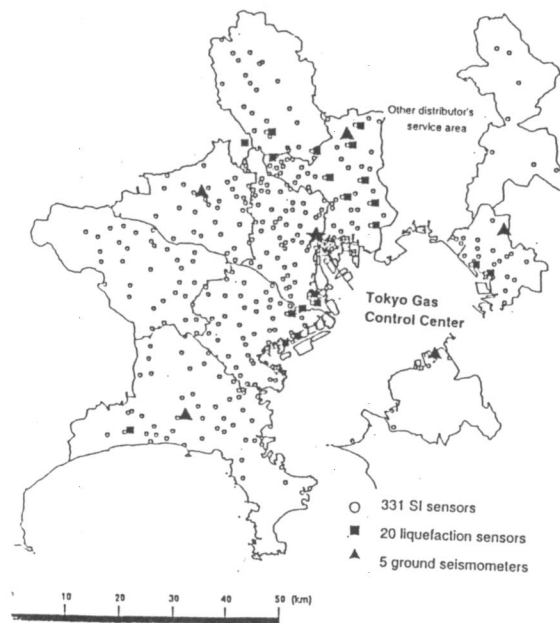 Other distributor's
service area
Tokyo Gas
Control Center
331 SI sensors
20 liquefaction sensors
5 ground seismometers
10 20 30 40 50 (km)